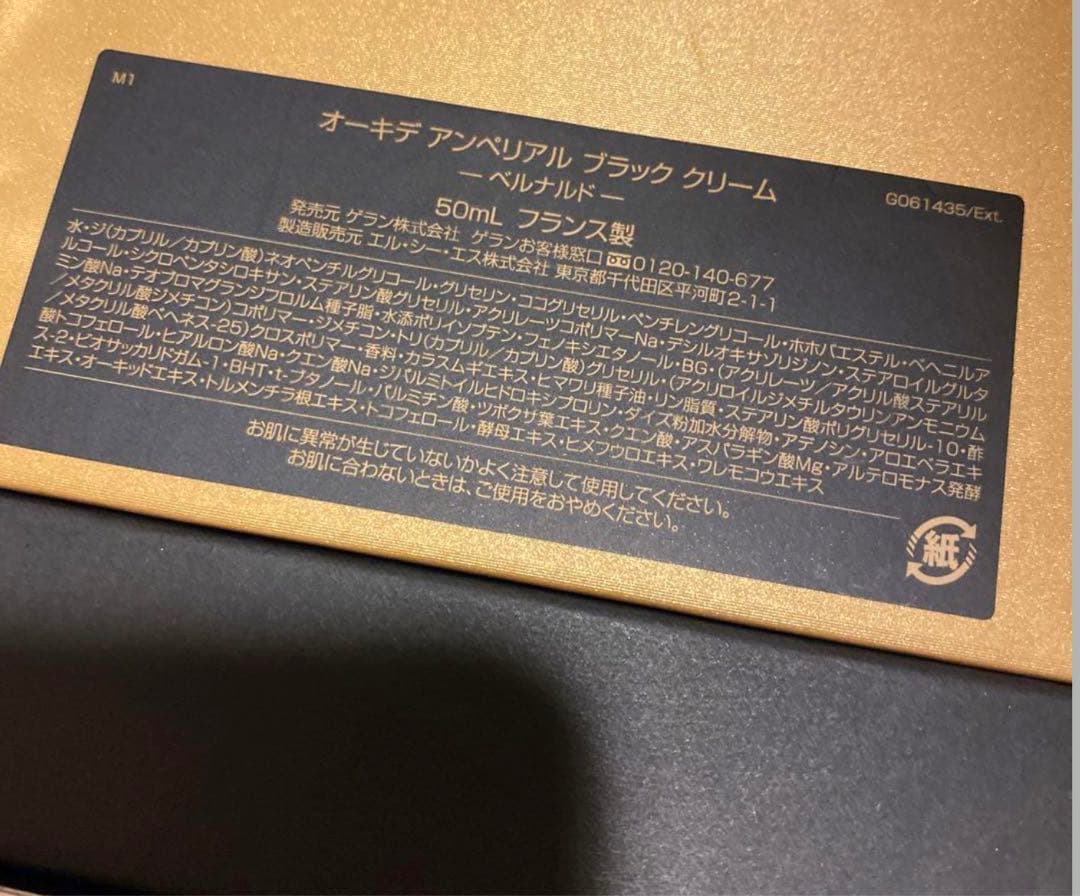 M1
オーキデ アンペリアル ブラック クリーム
― ベルナルド ―
G061435/Ext.
50mL フランス製
発売元 ゲラン株式会社 ゲランお客様窓口 0120-140-677
製造販売元 エル・シー・エス株式会社 東京都千代田区平河町2-1-1
水・ジ(カプリル/カプリン酸)ネオペンチルグリコール・グリセリン・ココグリセリル・ペンチレングリコール・ホホバエステル・ベヘニルア
ルコール・シクロペンタシロキサン・ステアリン酸グリセリル・アクリレーツコポリマーNa・デシルオキサゾリジノン・ステアロイルグルタ
ミン酸Na・テオブロマグランジフロルム種子脂・水添ポリイソブテン・フェノキシエタノール・BG・(アクリレーツ/アクリル酸ステアリル
/メタクリル酸ジメチコン)コポリマー・ジメチコン・トリ(カプリル/カプリン酸)グリセリル・(アクリロイルジメチルタウリンアンモニウム
/メタクリル酸ベヘネス-25)クロスポリマー・香料・カラスムギエキス・ヒマワリ種子油・リン脂質・ステアリン酸ポリグリセリル-10・酢
酸トコフェロール・ヒアルロン酸Na・クエン酸Na・ジパルミトイルヒドロキシプロリン・ダイズ粉加水分解物・アデノシン・アロエベラエキ
ス-2・ビオサッカリドガム-1・BHT・t-ブタノール・パルミチン酸・ツボクサ葉エキス・クエン酸・アスパラギン酸Mg・アルテロモナス発酵
エキス・オーキッドエキス・トルメンチラ根エキス・トコフェロール・酵母エキス・ヒメフウロエキス・ワレモコウエキス
お肌に異常が生じていないかよく注意して使用してください。
お肌に合わないときは、ご使用をおやめください。
紙